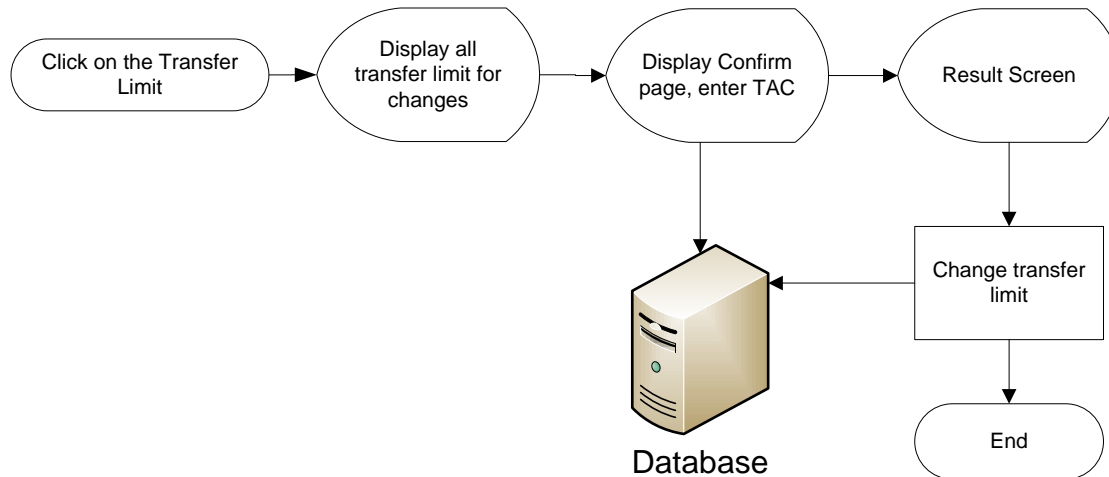 Click on the Transfer
Limit
Display all
transfer limit for
changes
Display Confirm
page, enter TAC
Result Screen
Change transfer
limit
Database
End